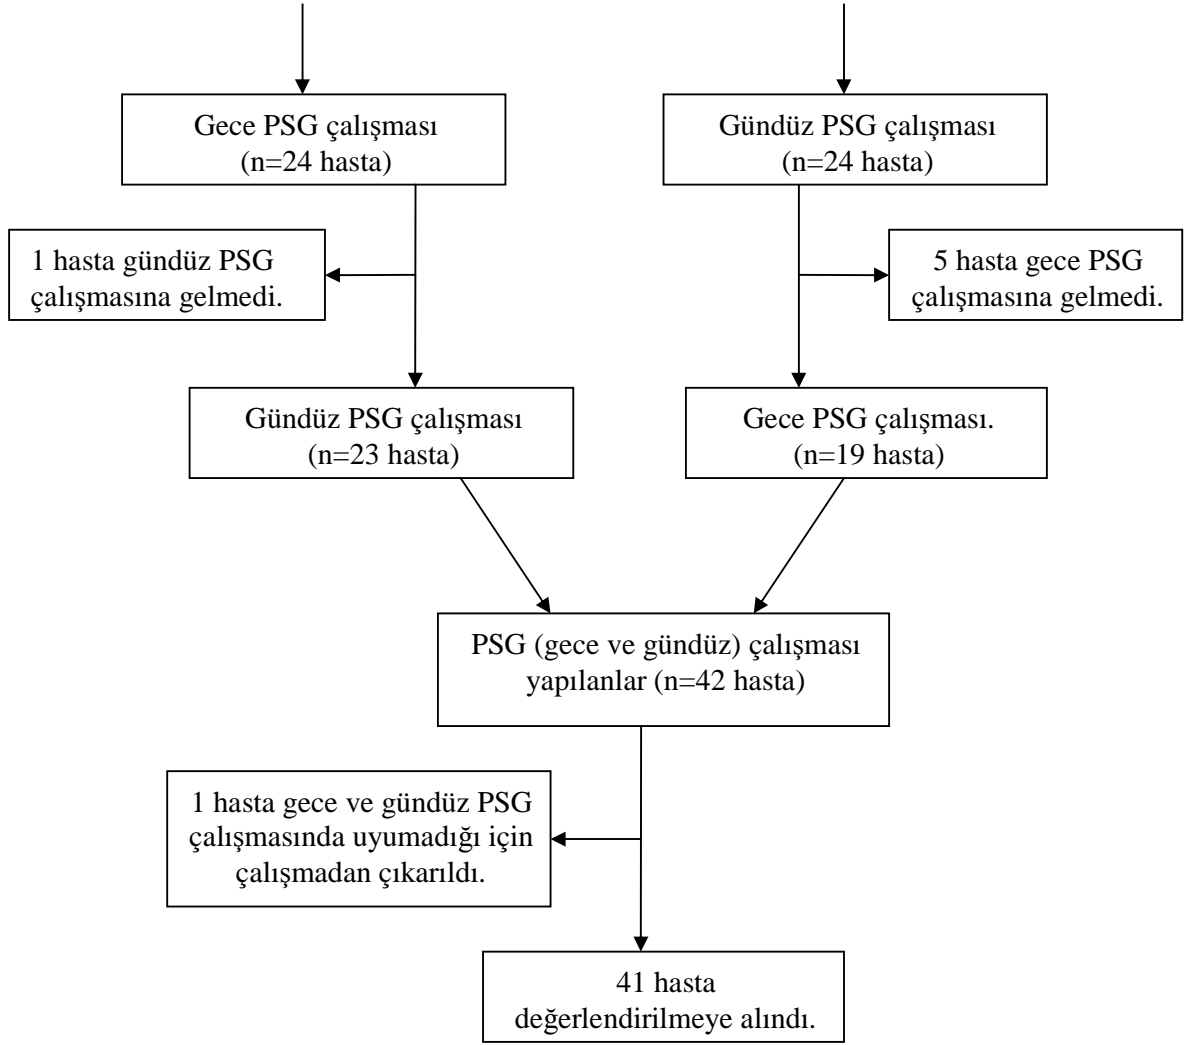 Gece PSG çalışması
(n=24 hasta)
Gündüz PSG çalışması
(n=24 hasta)
1 hasta gündüz PSG
çalışmasına gelmedi.
5 hasta gece PSG
çalışmasına gelmedi.
Gündüz PSG çalışması
(n=23 hasta)
Gece PSG çalışması.
(n=19 hasta)
PSG (gece ve gündüz) çalışması
yapılanlar (n=42 hasta)
1 hasta gece ve gündüz PSG
çalışmasında uyumadığı için
çalışmadan çıkarıldı.
41 hasta
değerlendirilmeye alındı.